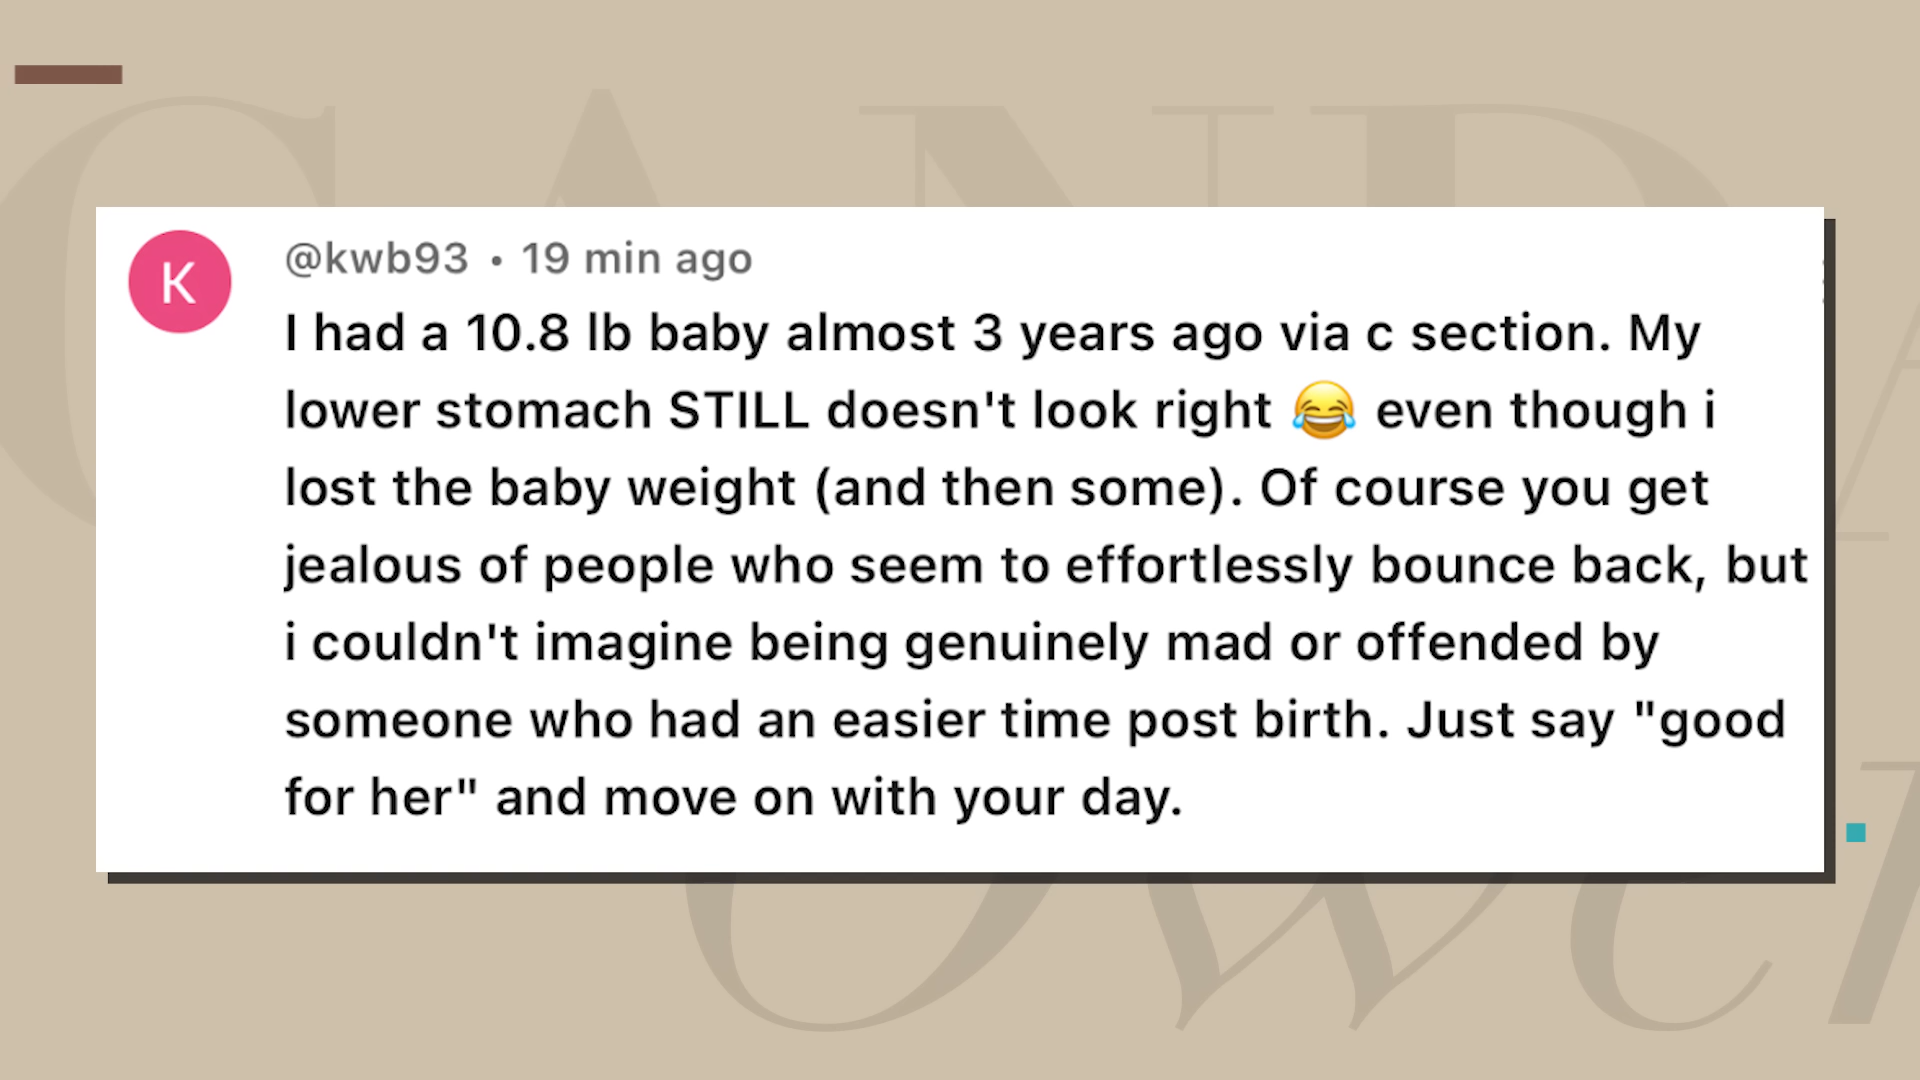 CAND
@kwb93 • 19 min ago
K
I had a 10.8 lb baby almost 3 years ago via c section. My
lower stomach STILL doesn't look right 😂 even though i
lost the baby weight (and then some). Of course you get
jealous of people who seem to effortlessly bounce back, but
i couldn't imagine being genuinely mad or offended by
someone who had an easier time post birth. Just say "good
for her" and move on with your day.